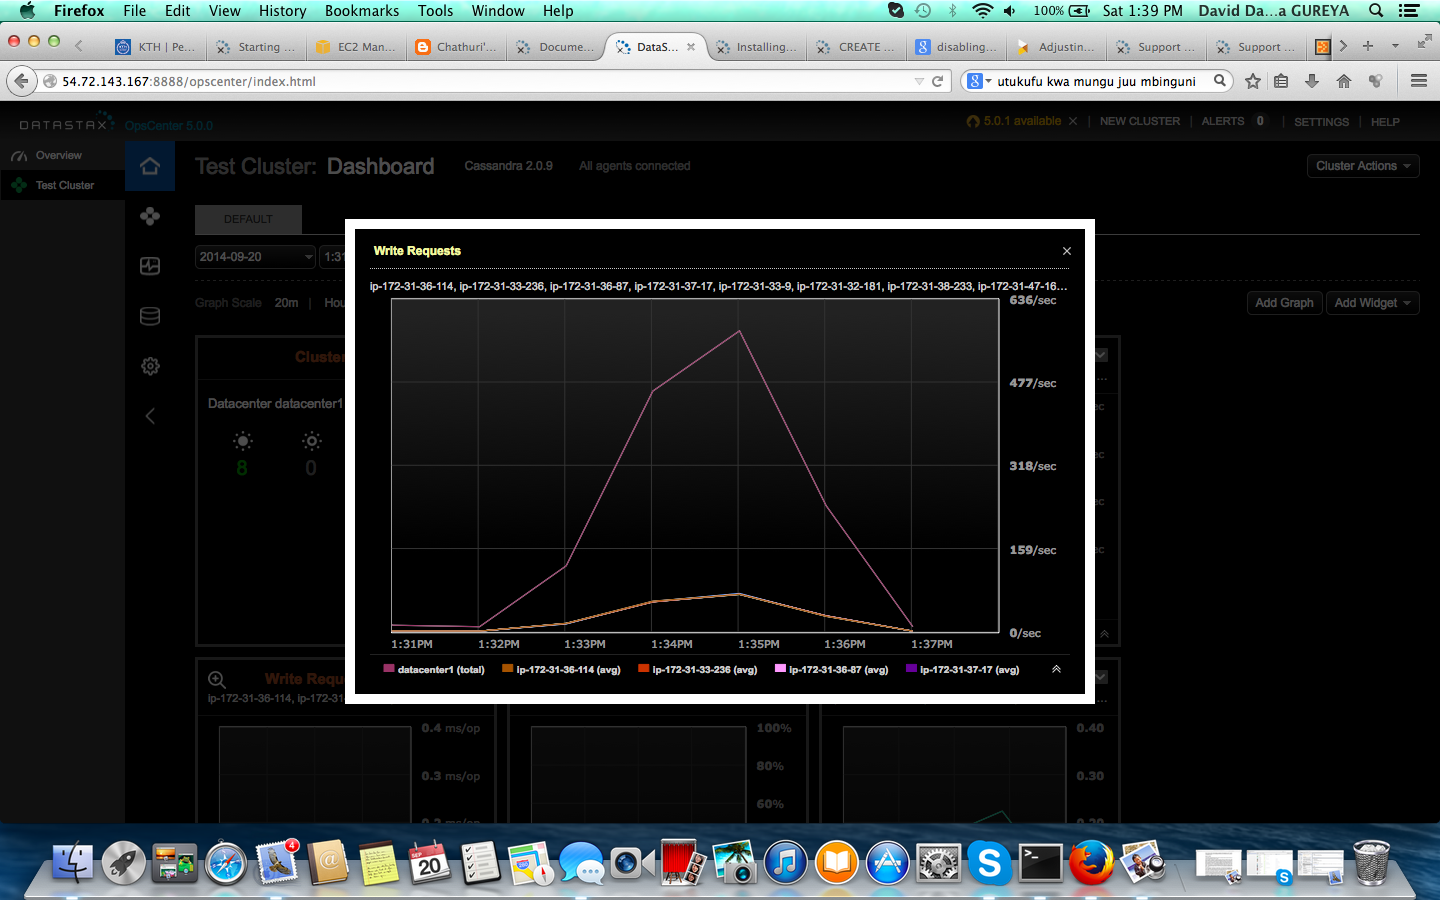 Firefox File Edit View History Bookmarks Tools Window Help 100% Sat 1:39 PM David Da...a GUREYA
KTH | Pe... Starting ... EC2 Man... Chathuri'... Docume... DataS... Installing... CREATE ... disabling... Adjustin... Support ... Support ...
54.72.143.167:8888/opscenter/index.html utukufu kwa mungu juu mbinguni
DATASTAX OpsCenter 5.0.0 5.0.1 available NEW CLUSTER | ALERTS 0 | SETTINGS | HELP
Overview
Test Cluster
Test Cluster: Dashboard Cassandra 2.0.9 All agents connected Cluster Actions
DEFAULT
2014-09-20 1:31
Graph Scale 20m | Hou Add Graph Add Widget
Cluster
Datacenter datacenter1
8 0
Write Requests
ip-172-31-36-114, ip-172-31-33-236, ip-172-31-36-87, ip-172-31-37-17, ip-172-31-33-9, ip-172-31-32-181, ip-172-31-38-233, ip-172-31-47-16...
636/sec
477/sec
318/sec
159/sec
0/sec
1:31PM 1:32PM 1:33PM 1:34PM 1:35PM 1:36PM 1:37PM
datacenter1 (total) ip-172-31-36-114 (avg) ip-172-31-33-236 (avg) ip-172-31-36-87 (avg) ip-172-31-37-17 (avg)
Write Requ
ip-172-31-36-114, ip-172-31
0.4 ms/op 100% 0.40
0.3 ms/op 80% 0.30
60%
4
SEP
20